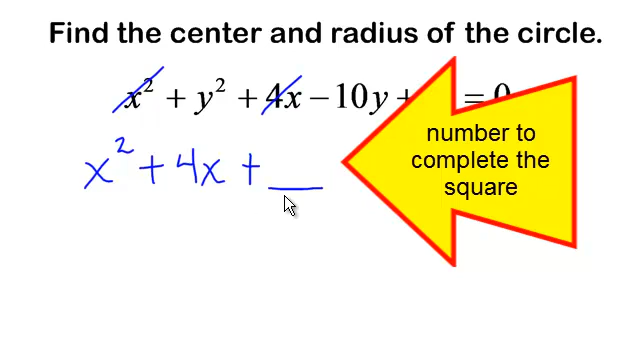 Find the center and radius of the circle.
x² + y² + 4x − 10y + = 0
x² + 4x + __
number to
complete the
square